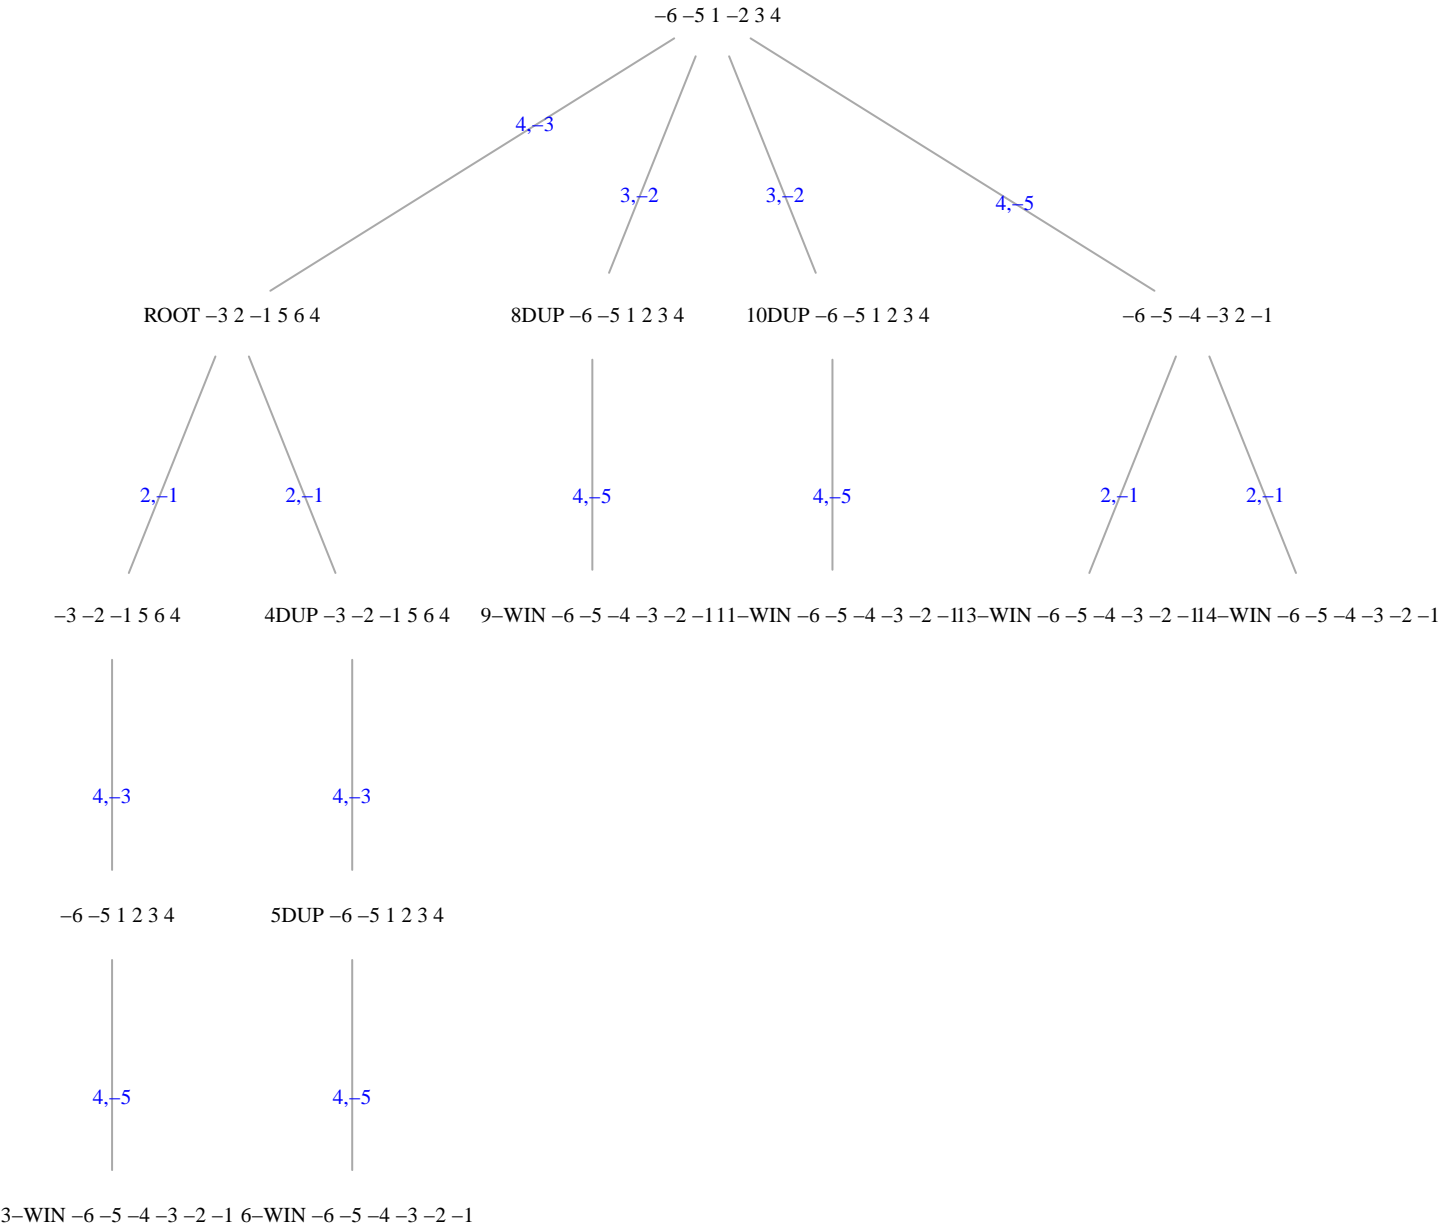 –6 –5 1 –2 3 4
4,–3
3,–2
3,–2
4,–5
ROOT –3 2 –1 5 6 4
8DUP –6 –5 1 2 3 4
10DUP –6 –5 1 2 3 4
–6 –5 –4 –3 2 –1
2,–1
2,–1
4,–5
4,–5
2,–1
2,–1
–3 –2 –1 5 6 4
4DUP –3 –2 –1 5 6 4
9–WIN –6 –5 –4 –3 –2 –1
11–WIN –6 –5 –4 –3 –2 –1
13–WIN –6 –5 –4 –3 –2 –1
14–WIN –6 –5 –4 –3 –2 –1
4,–3
4,–3
–6 –5 1 2 3 4
5DUP –6 –5 1 2 3 4
4,–5
4,–5
3–WIN –6 –5 –4 –3 –2 –1
6–WIN –6 –5 –4 –3 –2 –1